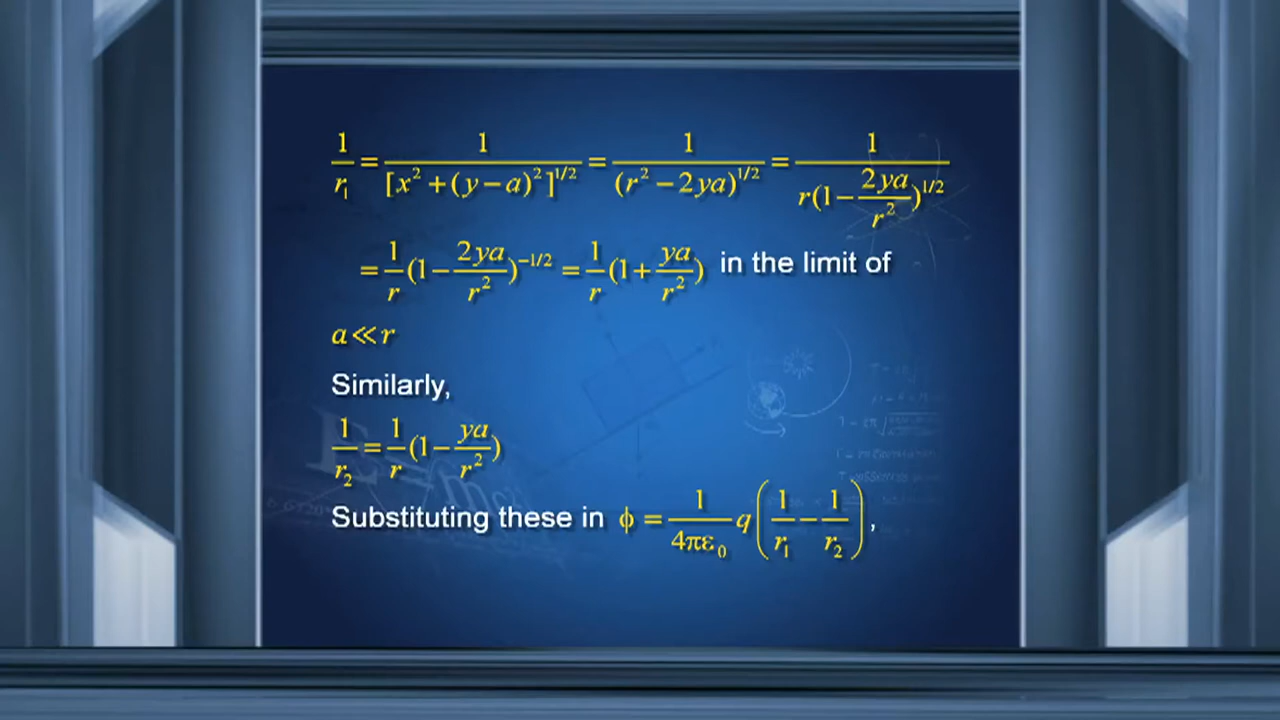 1/r₁ = 1/[x² + (y − a)²]^1/2 = 1/(r² − 2ya)^1/2 = 1/r(1 − 2ya/r²)^1/2
= 1/r (1 − 2ya/r²)^−1/2 = 1/r (1 + ya/r²) in the limit of
a ≪ r
Similarly,
1/r₂ = 1/r (1 − ya/r²)
Substituting these in ϕ = 1/4πε₀ q(1/r₁ − 1/r₂),